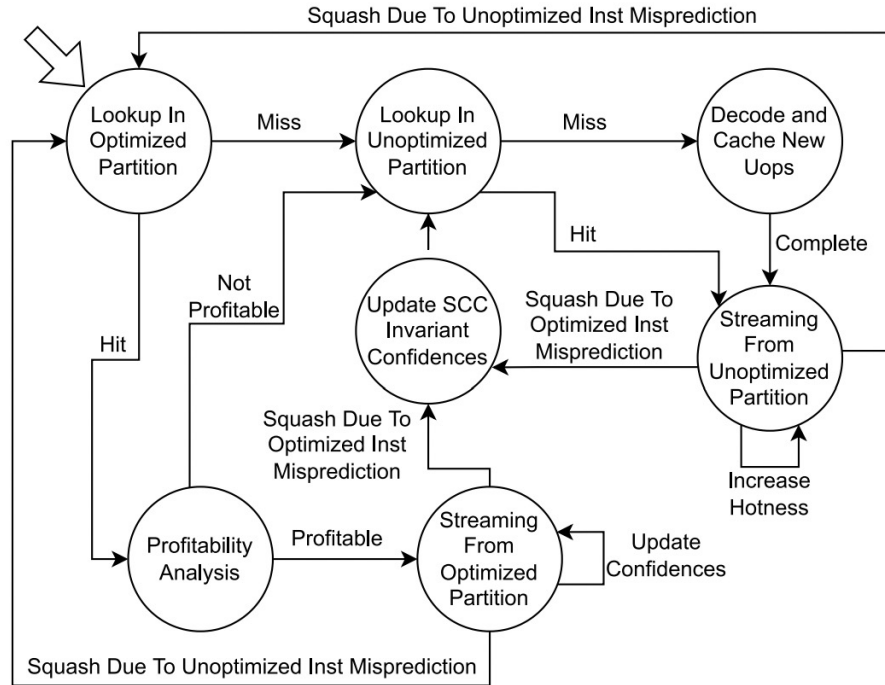 Squash Due To Unoptimized Inst Misprediction
Lookup In
Optimized
Partition
Miss
Lookup In
Unoptimized
Partition
Miss
Decode and
Cache New
Uops
Hit
Complete
Not
Profitable
Update SCC
Invariant
Confidences
Squash Due To
Optimized Inst
Misprediction
Streaming
From
Unoptimized
Partition
Hit
Squash Due To
Optimized Inst
Misprediction
Increase
Hotness
Profitability
Analysis
Profitable
Streaming
From
Optimized
Partition
Update
Confidences
Squash Due To Unoptimized Inst Misprediction